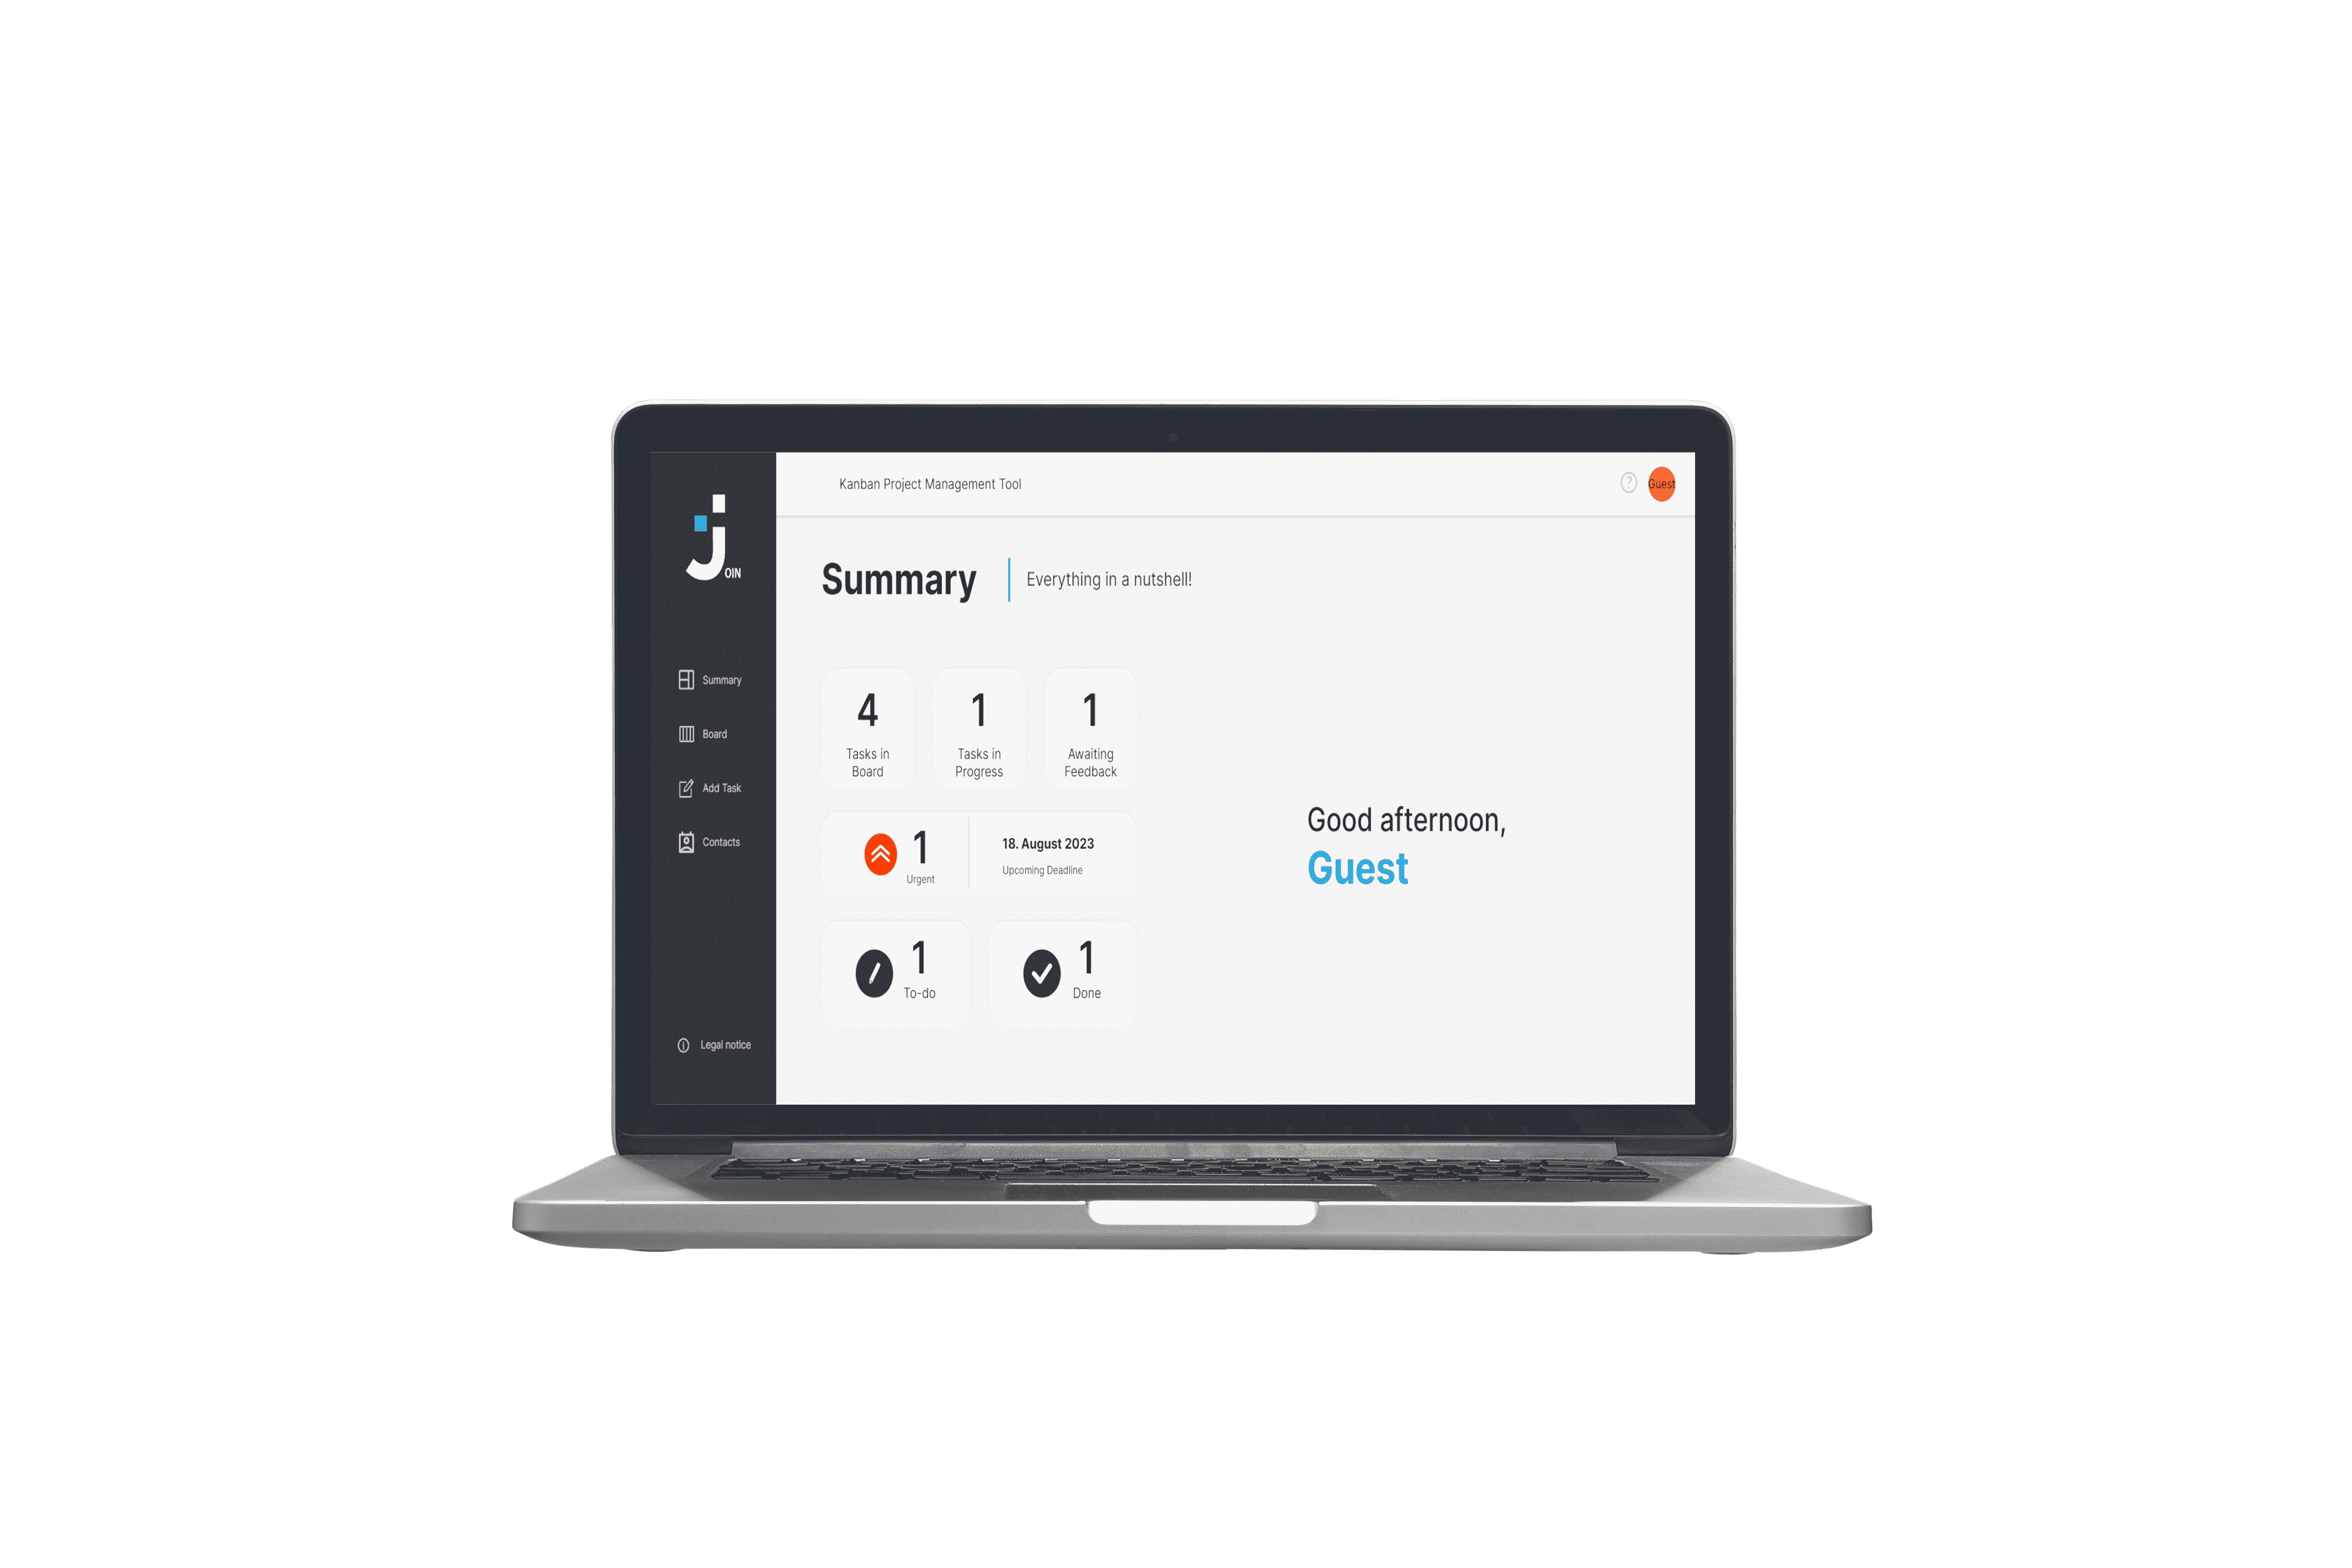 Kanban Project Management Tool
?
Guest
JOIN
Summary
Everything in a nutshell!
Summary
Board
Add Task
Contacts
Legal notice
4
Tasks in
Board
1
Tasks in
Progress
1
Awaiting
Feedback
1
Urgent
18. August 2023
Upcoming Deadline
1
To-do
1
Done
Good afternoon,
Guest